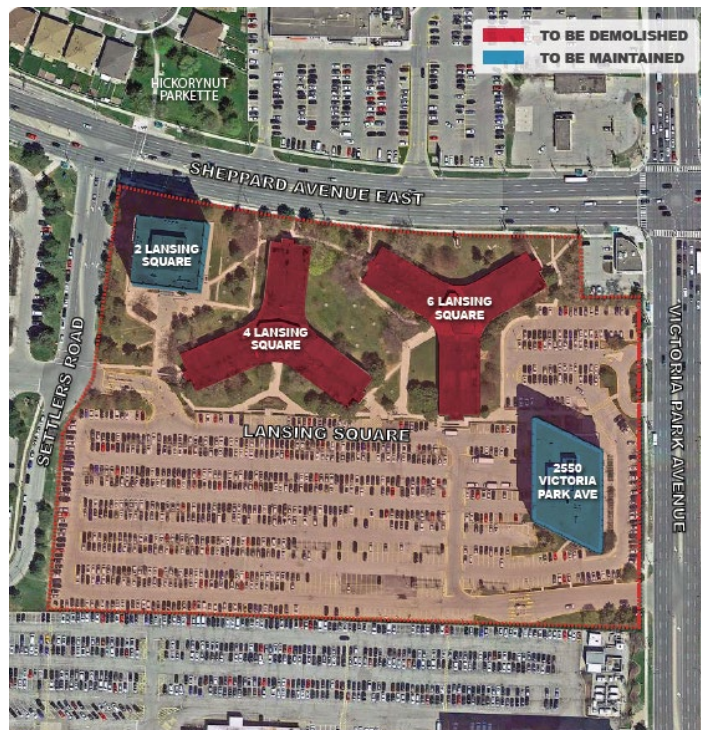 TO BE DEMOLISHED
TO BE MAINTAINED
HICKORYNUT
PARKETTE
SHEPPARD AVENUE EAST
2 LANSING
SQUARE
6 LANSING
SQUARE
4 LANSING
SQUARE
SETTLERS ROAD
VICTORIA PARK AVENUE
LANSING SQUARE
2550
VICTORIA
PARK AVE